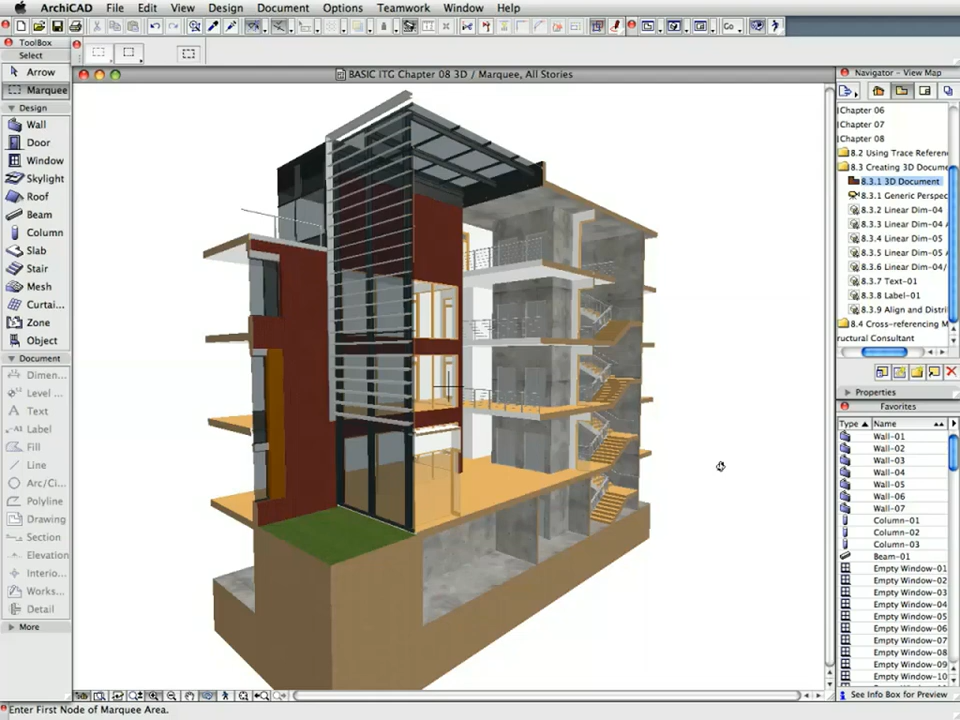 ArchiCAD File Edit View Design Document Options Teamwork Window Help
Go...
ToolBox
Select
Arrow
Marquee
Design
Wall
Door
Window
Skylight
Roof
Beam
Column
Slab
Stair
Mesh
Curtai...
Zone
Object
Document
Dimen...
Level ...
Text
Label
Fill
Line
Arc/Ci...
Polyline
Drawing
Section
Elevation
Interio...
Works...
Detail
More
BASIC ITG Chapter 08 3D / Marquee, All Stories
Navigator - View Map
Chapter 06
Chapter 07
Chapter 08
8.2 Using Trace Referen
8.3 Creating 3D Docume
8.3.1 3D Document
8.3.1 Generic Perspec
8.3.2 Linear Dim-04
8.3.3 Linear Dim-04 A
8.3.4 Linear Dim-05
8.3.5 Linear Dim-05 A
8.3.6 Linear Dim-04/
8.3.7 Text-01
8.3.8 Label-01
8.3.9 Align and Distri
8.4 Cross-referencing M
ructural Consultant
Properties
Favorites
Type Name
Wall-01
Wall-02
Wall-03
Wall-04
Wall-05
Wall-06
Wall-07
Column-01
Column-02
Column-03
Beam-01
Empty Window-01
Empty Window-02
Empty Window-03
Empty Window-04
Empty Window-05
Empty Window-06
Empty Window-07
Empty Window-08
Empty Window-09
Empty Window-10
See Info Box for Preview
Enter First Node of Marquee Area.